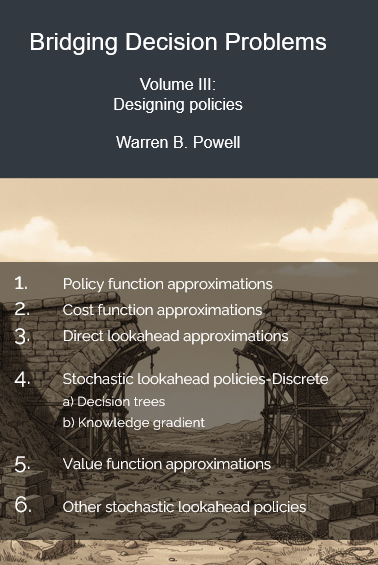 Bridging Decision Problems
Volume III:
Designing policies
Warren B. Powell
1. Policy function approximations
2. Cost function approximations
3. Direct lookahead approximations
4. Stochastic lookahead policies-Discrete
a) Decision trees
b) Knowledge gradient
5. Value function approximations
6. Other stochastic lookahead policies